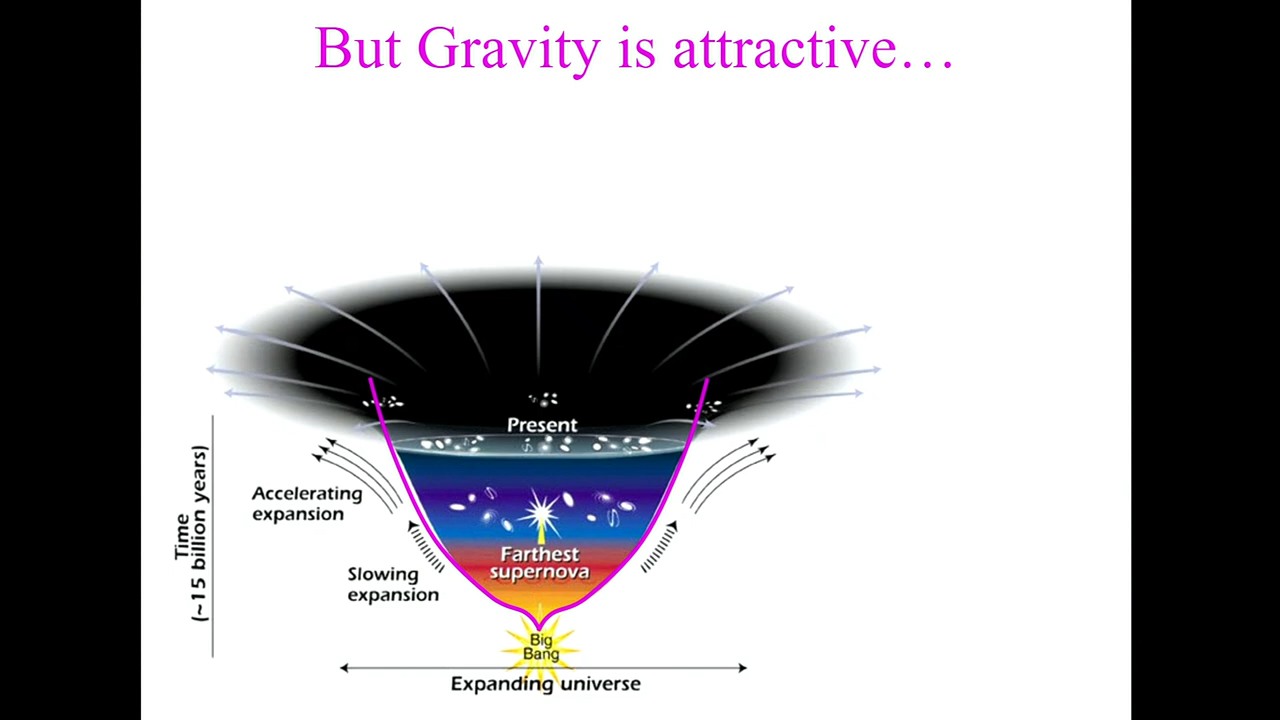 But Gravity is attractive…
Present
Accelerating
expansion
Time
(~15 billion years)
Farthest
supernova
Slowing
expansion
Big
Bang
Expanding universe